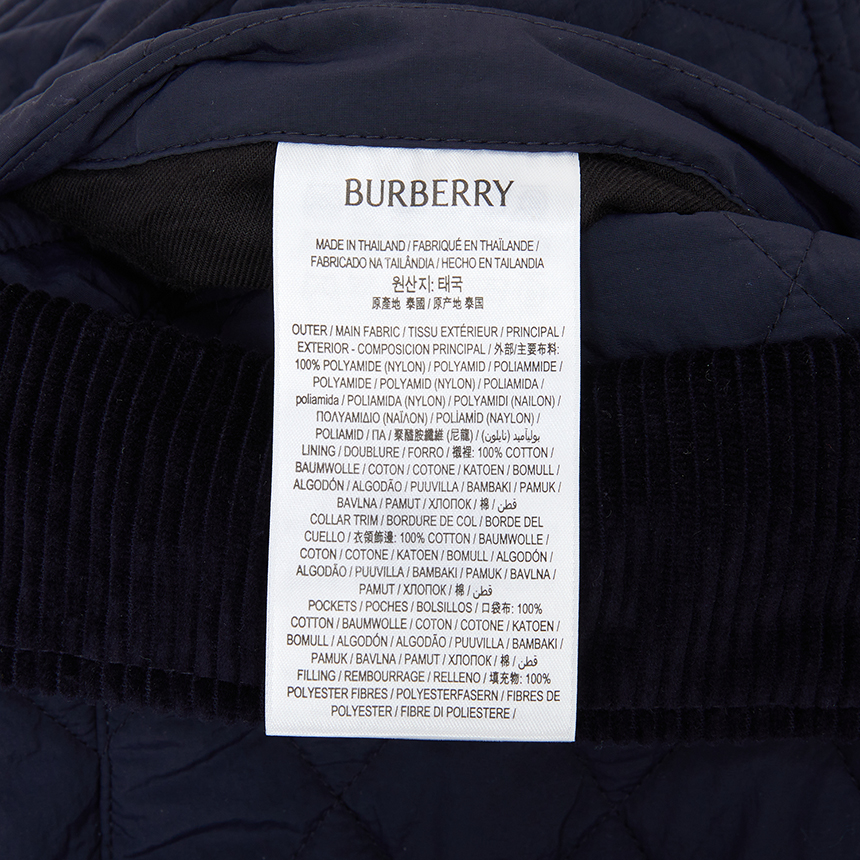 BURBERRY
MADE IN THAILAND / FABRIQUÉ EN THAÏLANDE /
FABRICADO NA TAILÂNDIA / HECHO EN TAILANDIA
원산지: 태국
原產地 泰國 / 原产地 泰国
OUTER / MAIN FABRIC / TISSU EXTÉRIEUR / PRINCIPAL /
EXTERIOR - COMPOSICION PRINCIPAL / 外部/主要布料:
100% POLYAMIDE (NYLON) / POLYAMID / POLIAMMIDE /
POLYAMIDE / POLYAMID (NYLON) / POLIAMIDA /
poliamida / POLIAMIDA (NYLON) / POLYAMIDI (NAILON) /
ΠΟΛΥΑΜΙΔΙΟ (ΝΑΪΛΟΝ) / POLİAMİD (NAYLON) /
POLIAMID / ПА / 聚醯胺纖維 (尼龍) / بوليآميد (نايلون) /
LINING / DOUBLURE / FORRO / 襯裡: 100% COTTON /
BAUMWOLLE / COTON / COTONE / KATOEN / BOMULL /
ALGODÓN / ALGODÃO / PUUVILLA / BAMBAKI / PAMUK /
BAVLNA / PAMUT / ХЛОПОК / 棉 / قطن /
COLLAR TRIM / BORDURE DE COL / BORDE DEL
CUELLO / 衣領飾邊: 100% COTTON / BAUMWOLLE /
COTON / COTONE / KATOEN / BOMULL / ALGODÓN /
ALGODÃO / PUUVILLA / BAMBAKI / PAMUK / BAVLNA /
PAMUT / ХЛОПОК / 棉 / قطن /
POCKETS / POCHES / BOLSILLOS / 口袋布: 100%
COTTON / BAUMWOLLE / COTON / COTONE / KATOEN /
BOMULL / ALGODÓN / ALGODÃO / PUUVILLA / BAMBAKI /
PAMUK / BAVLNA / PAMUT / ХЛОПОК / 棉 / قطن /
FILLING / REMBOURRAGE / RELLENO / 填充物: 100%
POLYESTER FIBRES / POLYESTERFASERN / FIBRES DE
POLYESTER / FIBRE DI POLIESTERE /